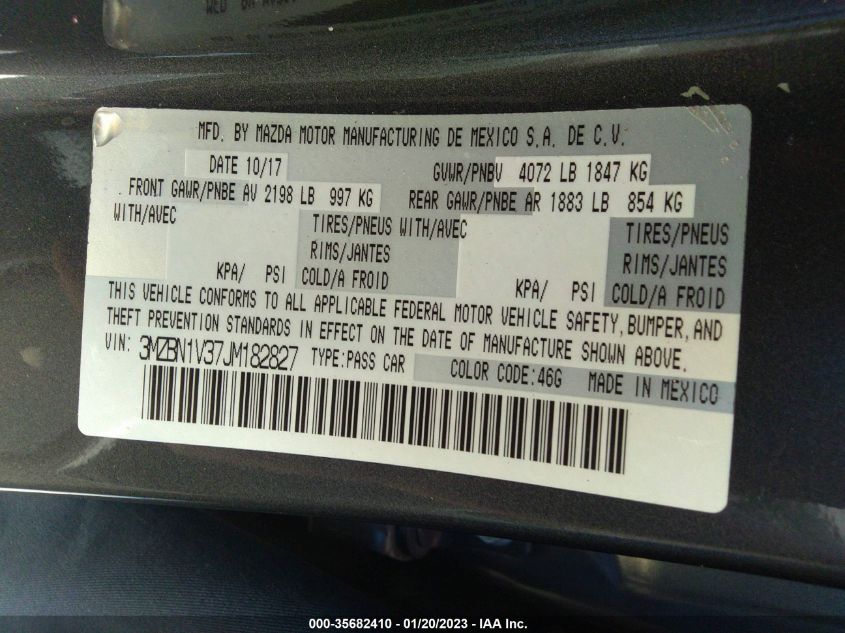 MFD. BY MAZDA MOTOR MANUFACTURING DE MEXICO S.A. DE C.V.
DATE 10/17 GVWR/PNBV 4072 LB 1847 KG
. FRONT GAWR/PNBE AV 2198 LB 997 KG REAR GAWR/PNBE AR 1883 LB 854 KG
WITH/AVEC TIRES/PNEUS WITH/AVEC TIRES/PNEUS
RIMS/JANTES RIMS/JANTES
KPA/ PSI COLD/A FROID KPA/ PSI COLD/A FROID
THIS VEHICLE CONFORMS TO ALL APPLICABLE FEDERAL MOTOR VEHICLE SAFETY, BUMPER, AND
THEFT PREVENTION STANDARDS IN EFFECT ON THE DATE OF MANUFACTURE SHOWN ABOVE.
VIN: 3MZBN1V37JM182827 TYPE:PASS CAR COLOR CODE:46G MADE IN MEXICO
000-35682410 — 01/20/2023 — IAA Inc.